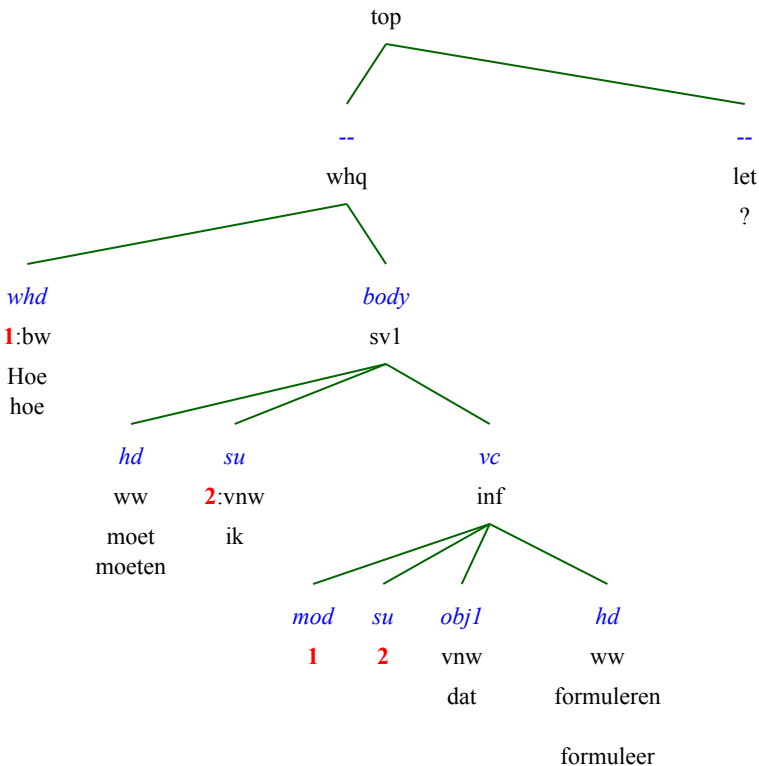 top
-- --
whq let
?
whd body
1:bw sv1
Hoe
hoe
hd su vc
ww 2:vnw inf
moet ik
moeten
mod su obj1 hd
1 2 vnw ww
dat formuleren
formuleer